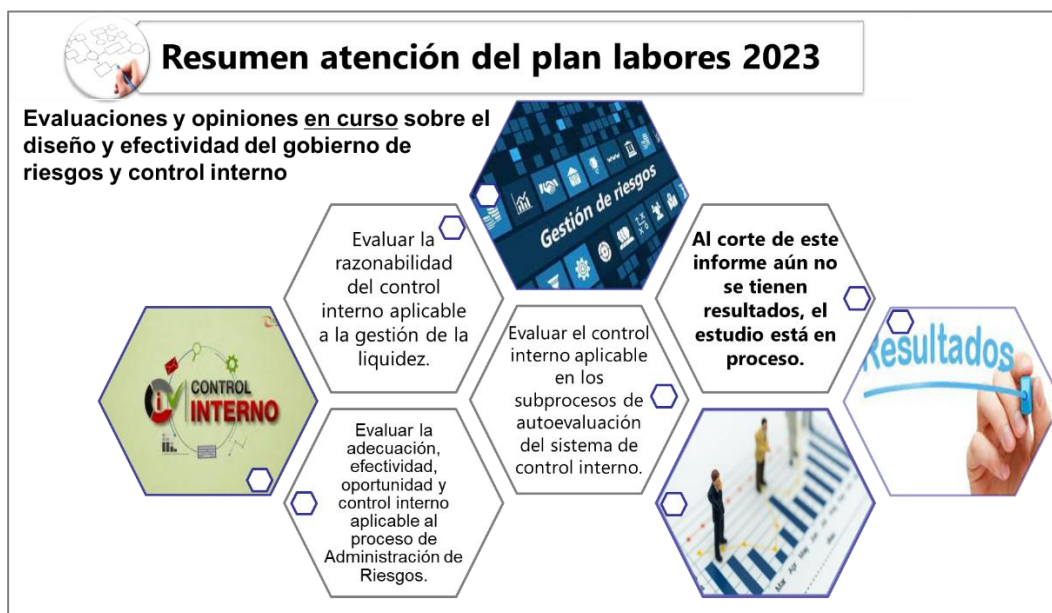 Resumen atención del plan labores 2023
Evaluaciones y opiniones en curso sobre el
diseño y efectividad del gobierno de
riesgos y control interno
Gestión de riesgos
Evaluar la
razonabilidad
del control
interno aplicable
a la gestión de la
liquidez.
Al corte de este
informe aún no
se tienen
resultados, el
estudio está en
proceso.
Evaluar el control
interno aplicable
en los
subprocesos de
autoevaluación
del sistema de
control interno.
CONTROL
INTERNO
Resultados
Evaluar la
adecuación,
efectividad,
oportunidad y
control interno
aplicable al
proceso de
Administración de
Riesgos.
Mar Apr May Jun